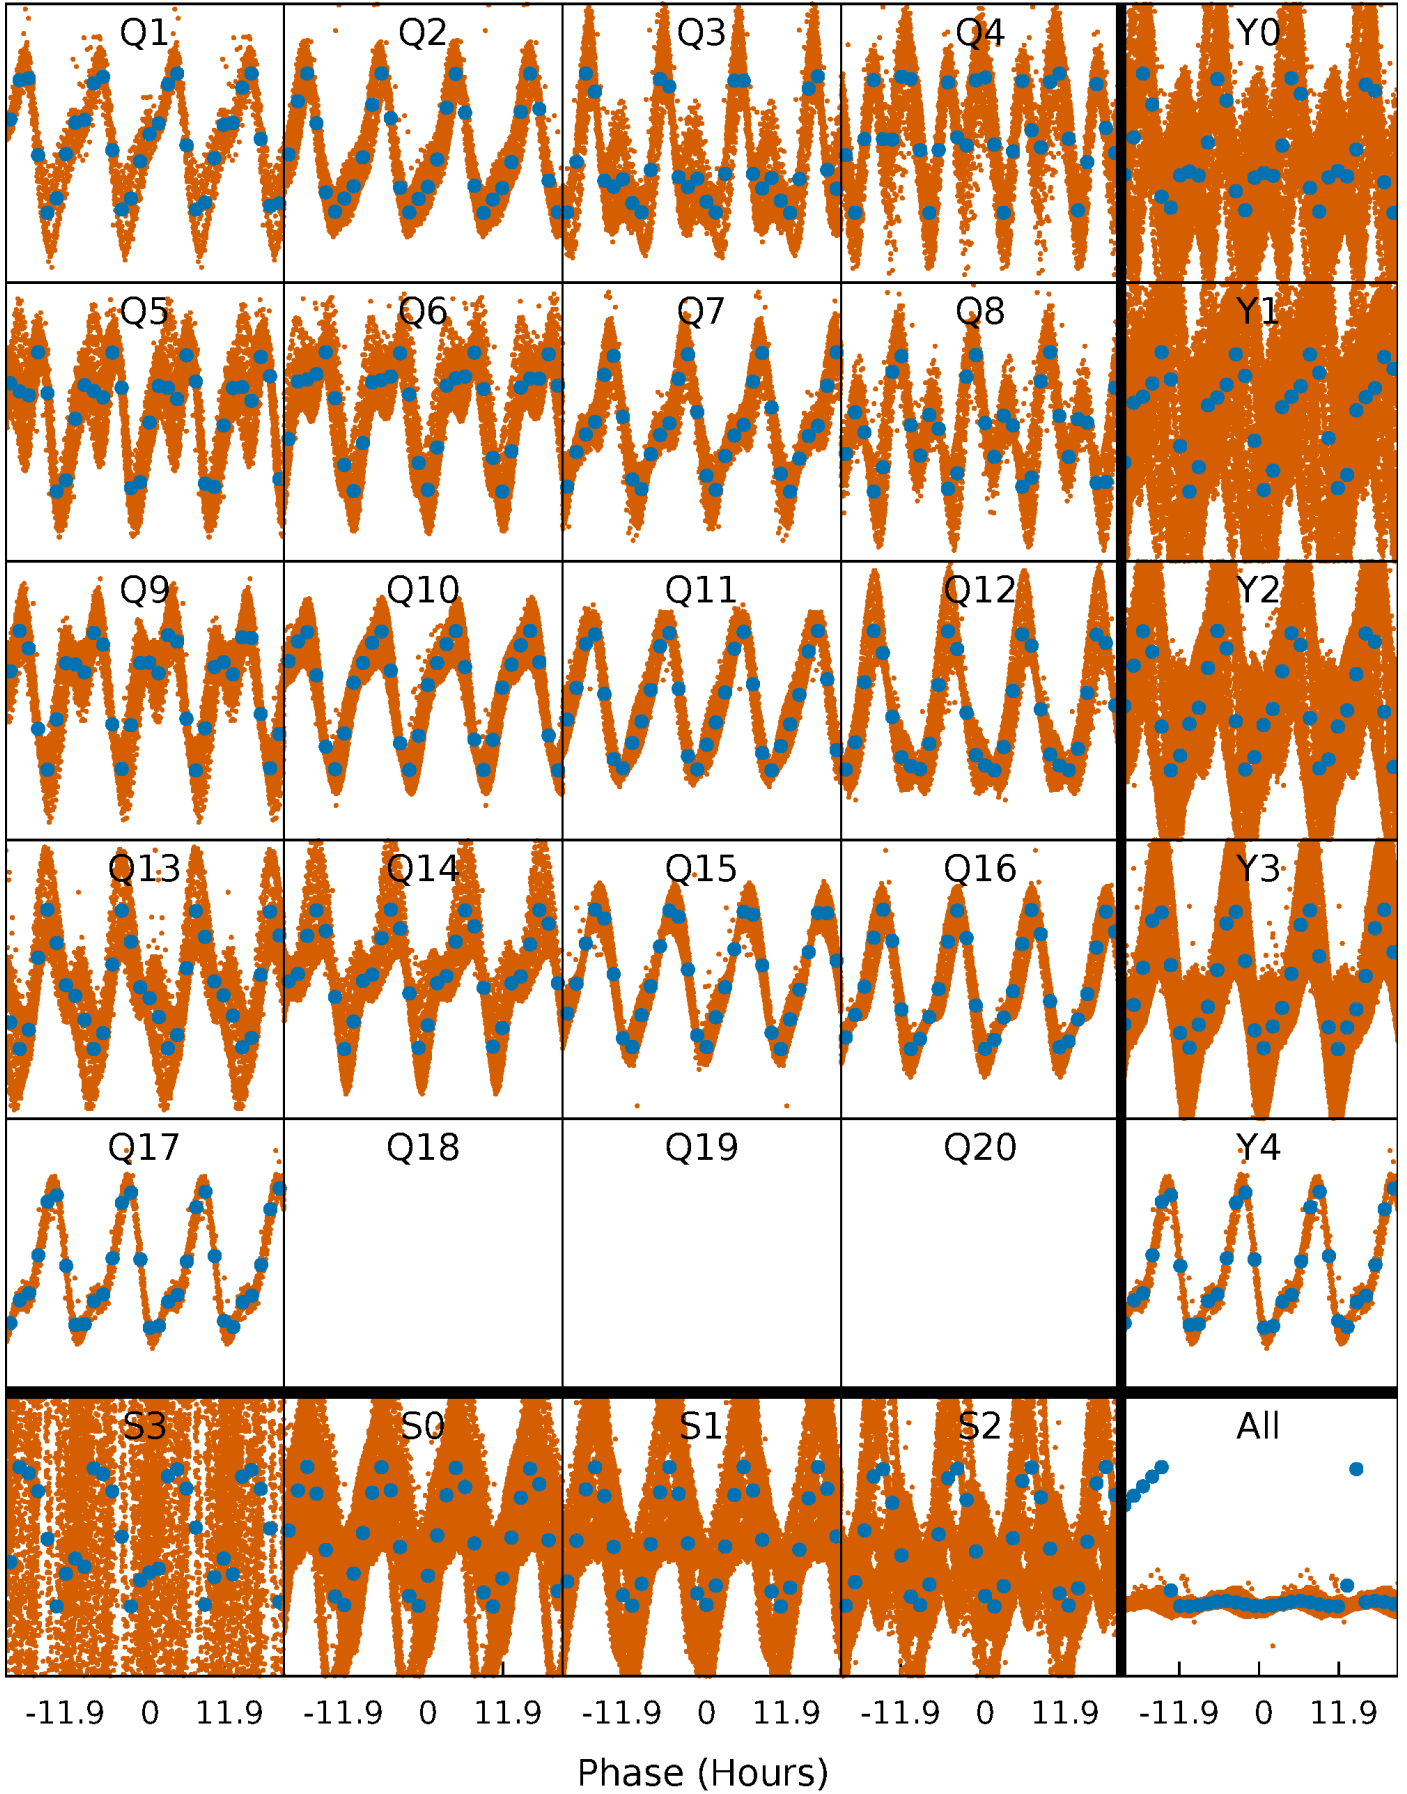 Q1 Q2 Q3 Q4 Y0
Q5 Q6 Q7 Q8 Y1
Q9 Q10 Q11 Q12 Y2
Q13 Q14 Q15 Q16 Y3
Q17 Q18 Q19 Q20 Y4
S3 S0 S1 S2 All
-11.9 0 11.9 -11.9 0 11.9 -11.9 0 11.9 -11.9 0 11.9 -11.9 0 11.9
Phase (Hours)